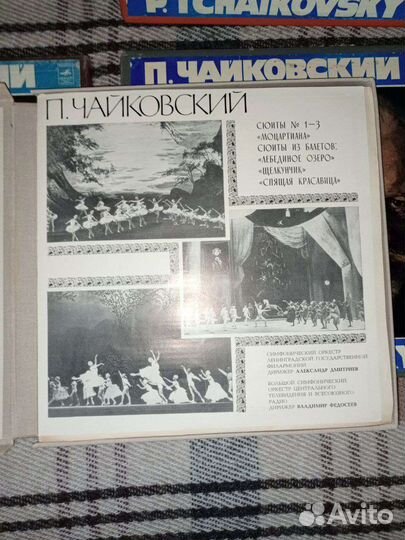 P. TCHAIKOVSKY
ИЙ
П. ЧАЙКОВСКИЙ
П. ЧАЙКОВСКИЙ
СЮИТЫ № 1–3
«МОЦАРТИАНА»
СЮИТЫ ИЗ БАЛЕТОВ:
«ЛЕБЕДИНОЕ ОЗЕРО»
«ЩЕЛКУНЧИК»
«СПЯЩАЯ КРАСАВИЦА»
СИМФОНИЧЕСКИЙ ОРКЕСТР
ЛЕНИНГРАДСКОЙ ГОСУДАРСТВЕННОЙ
ФИЛАРМОНИИ
ДИРИЖЕР АЛЕКСАНДР ДМИТРИЕВ
БОЛЬШОЙ СИМФОНИЧЕСКИЙ
ОРКЕСТР ЦЕНТРАЛЬНОГО
ТЕЛЕВИДЕНИЯ И ВСЕСОЮЗНОГО
РАДИО
ДИРИЖЕР ВЛАДИМИР ФЕДОСЕЕВ
Avito